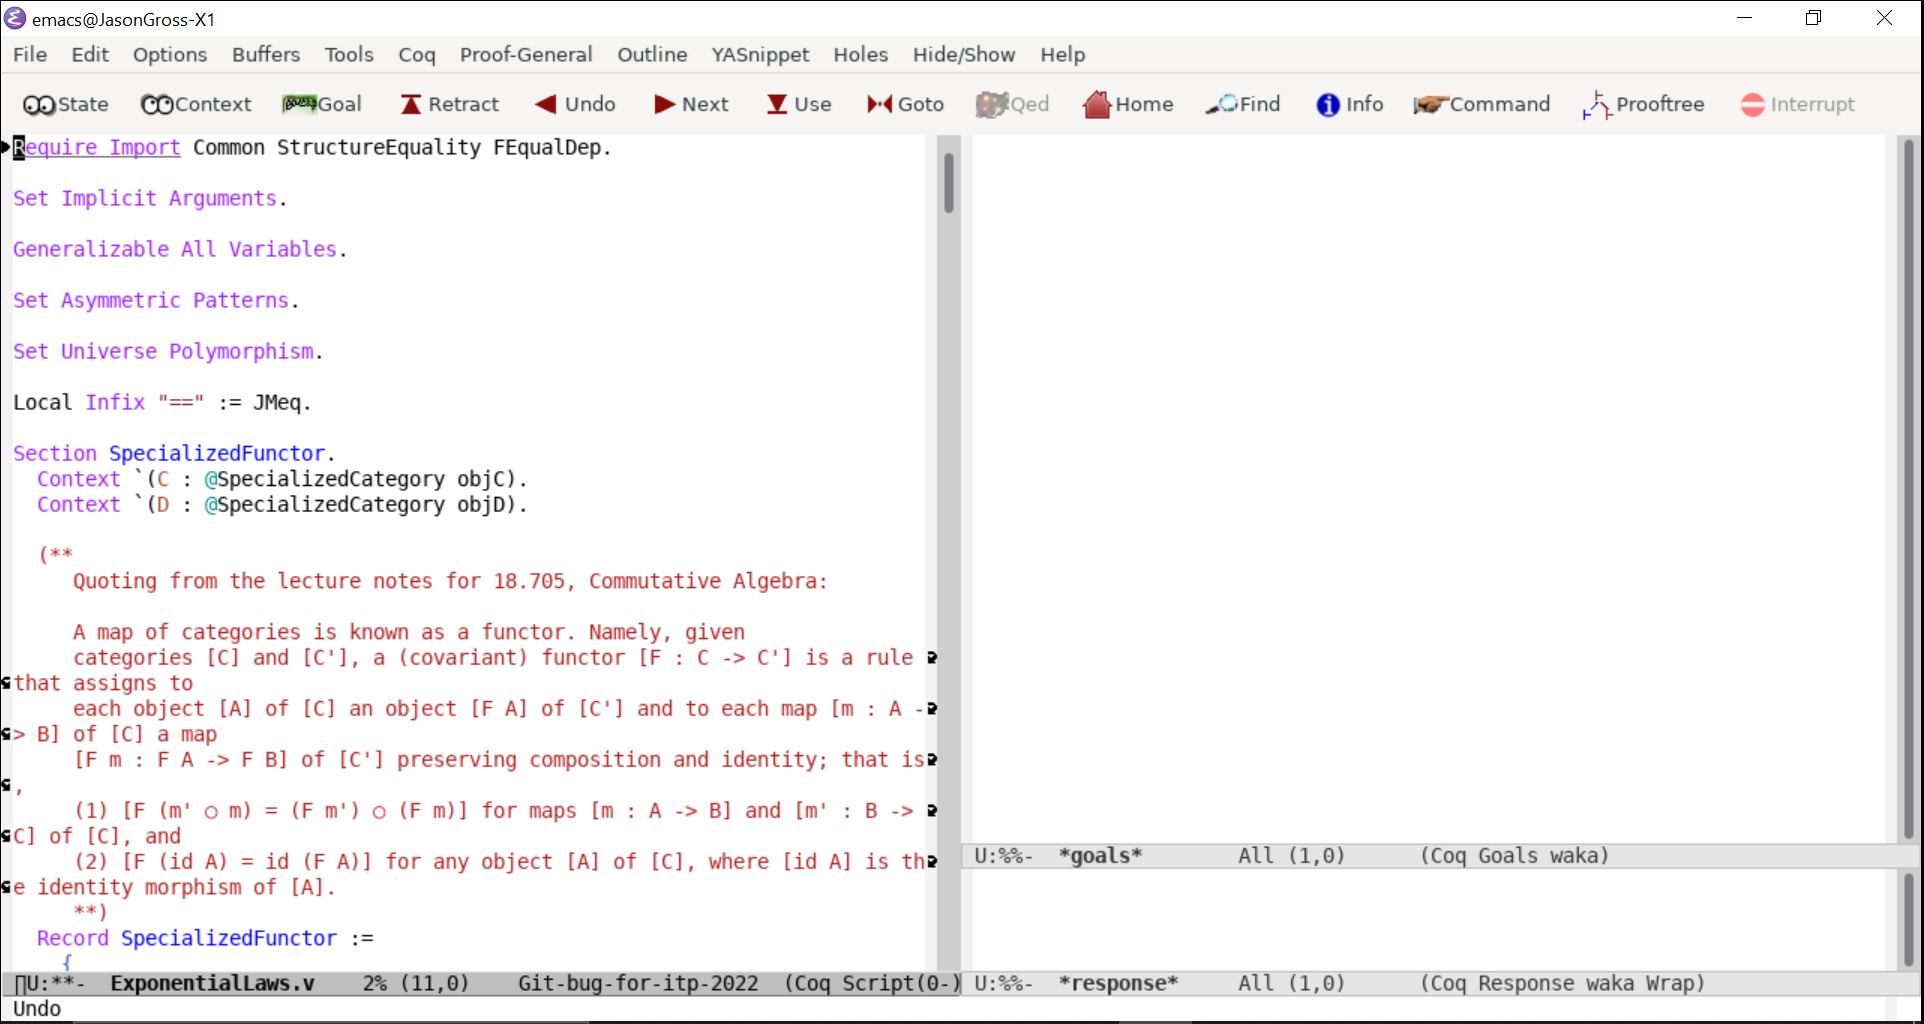 emacs@JasonGross-X1
File Edit Options Buffers Tools Coq Proof-General Outline YASnippet Holes Hide/Show Help
State Context Goal Retract Undo Next Use Goto Qed Home Find Info Command Prooftree Interrupt
Require Import Common StructureEquality FEqualDep.
Set Implicit Arguments.
Generalizable All Variables.
Set Asymmetric Patterns.
Set Universe Polymorphism.
Local Infix "==" := JMeq.
Section SpecializedFunctor.
Context `(C : @SpecializedCategory objC).
Context `(D : @SpecializedCategory objD).
(**
Quoting from the lecture notes for 18.705, Commutative Algebra:
A map of categories is known as a functor. Namely, given
categories [C] and [C'], a (covariant) functor [F : C -> C'] is a rule
that assigns to
each object [A] of [C] an object [F A] of [C'] and to each map [m : A -
> B] of [C] a map
[F m : F A -> F B] of [C'] preserving composition and identity; that is
,
(1) [F (m' ○ m) = (F m') ○ (F m)] for maps [m : A -> B] and [m' : B ->
C] of [C], and
(2) [F (id A) = id (F A)] for any object [A] of [C], where [id A] is th
e identity morphism of [A].
**)
Record SpecializedFunctor :=
{
U:**-  ExponentialLaws.v    2% (11,0)    Git-bug-for-itp-2022  (Coq Script(0-)
Undo
U:%%-  *goals*        All (1,0)      (Coq Goals waka)
U:%%-  *response*     All (1,0)      (Coq Response waka Wrap)